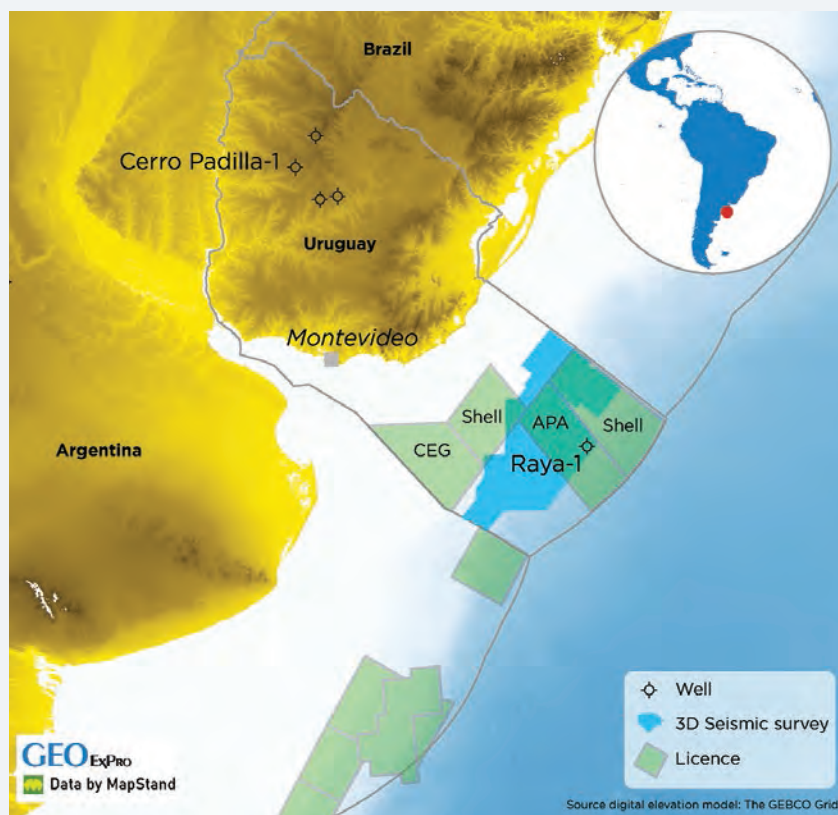 Brazil
Cerro Padilla-1
Uruguay
Montevideo
Argentina
Shell
APA
Shell
CEG
Raya-1
Well
3D Seismic survey
Licence
GEO ExPRO
Data by MapStand
Source digital elevation model: The GEBCO Grid